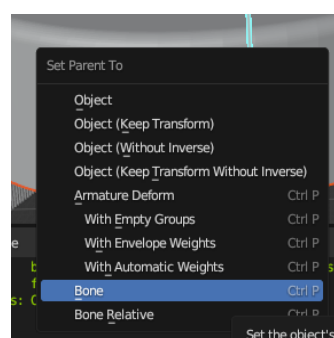 Set Parent To
Object
Object (Keep Transform)
Object (Without Inverse)
Object (Keep Transform Without Inverse)
Armature Deform Ctrl P
With Empty Groups
e With Envelope Weights Ctrl P
b With Automatic Weights Ctrl P s
f
Bone Ctrl P
s: 0
Bone Relative Ctrl P
Set the object's